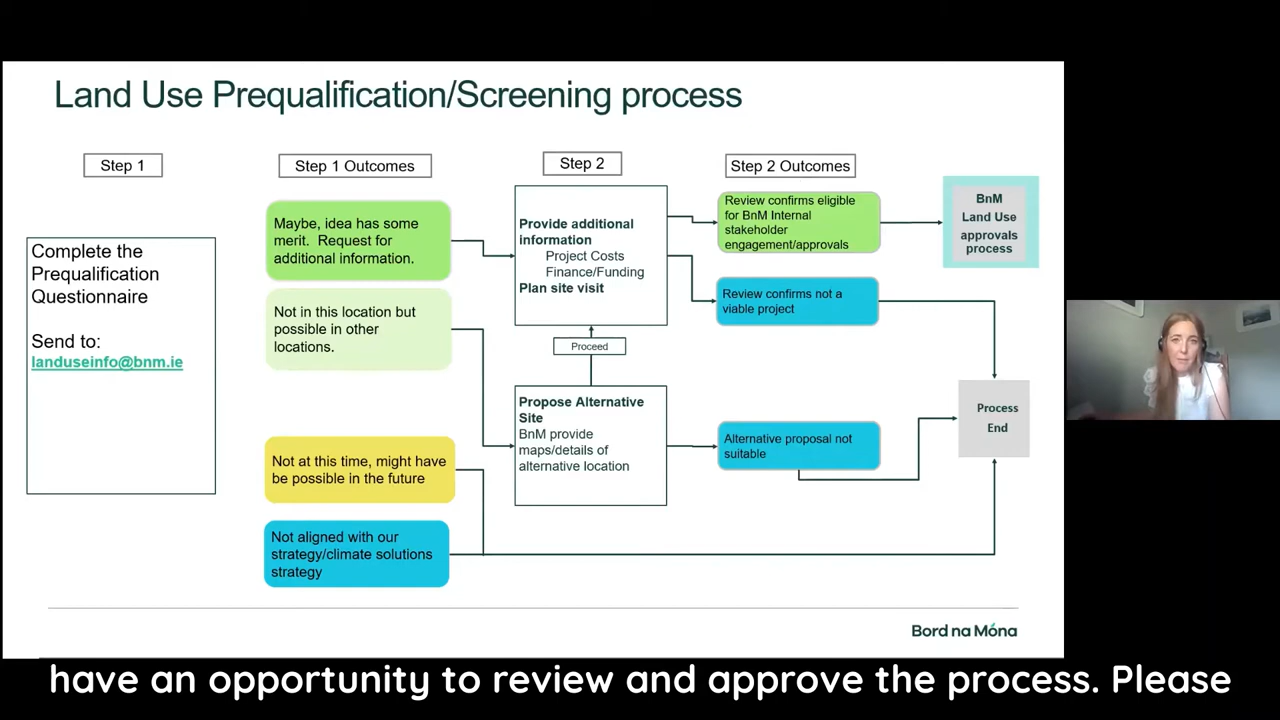 Land Use Prequalification/Screening process
Step 1
Complete the
Prequalification
Questionnaire
Send to:
landuseinfo@bnm.ie
Step 1 Outcomes
Maybe, idea has some
merit. Request for
additional information.
Not in this location but
possible in other
locations.
Not at this time, might have
be possible in the future
Not aligned with our
strategy/climate solutions
strategy
Step 2
Provide additional
information
Project Costs
Finance/Funding
Plan site visit
Proceed
Propose Alternative
Site
BnM provide
maps/details of
alternative location
Step 2 Outcomes
Review confirms eligible
for BnM Internal
stakeholder
engagement/approvals
Review confirms not a
viable project
Alternative proposal not
suitable
BnM
Land Use
approvals
process
Process
End
Bord na Móna
have an opportunity to review and approve the process. Please